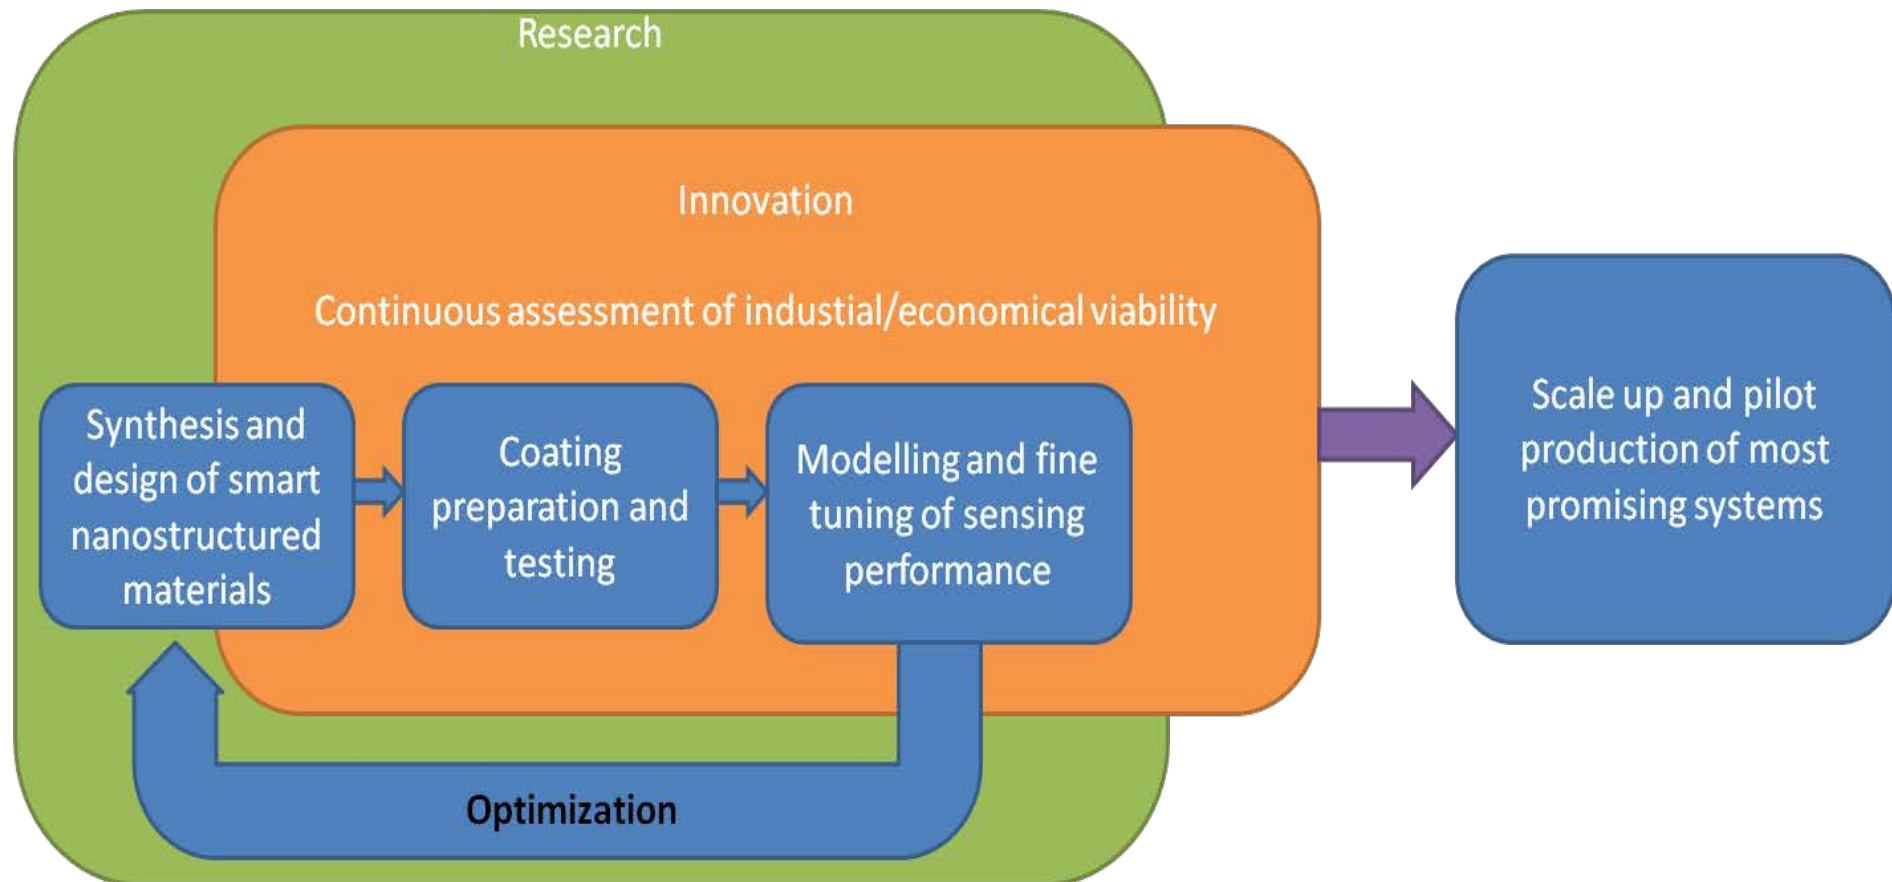 Research
Innovation
Continuous assessment of industial/economical viability
Synthesis and
design of smart
nanostructured
materials
Coating
preparation and
testing
Modelling and fine
tuning of sensing
performance
Scale up and pilot
production of most
promising systems
Optimization